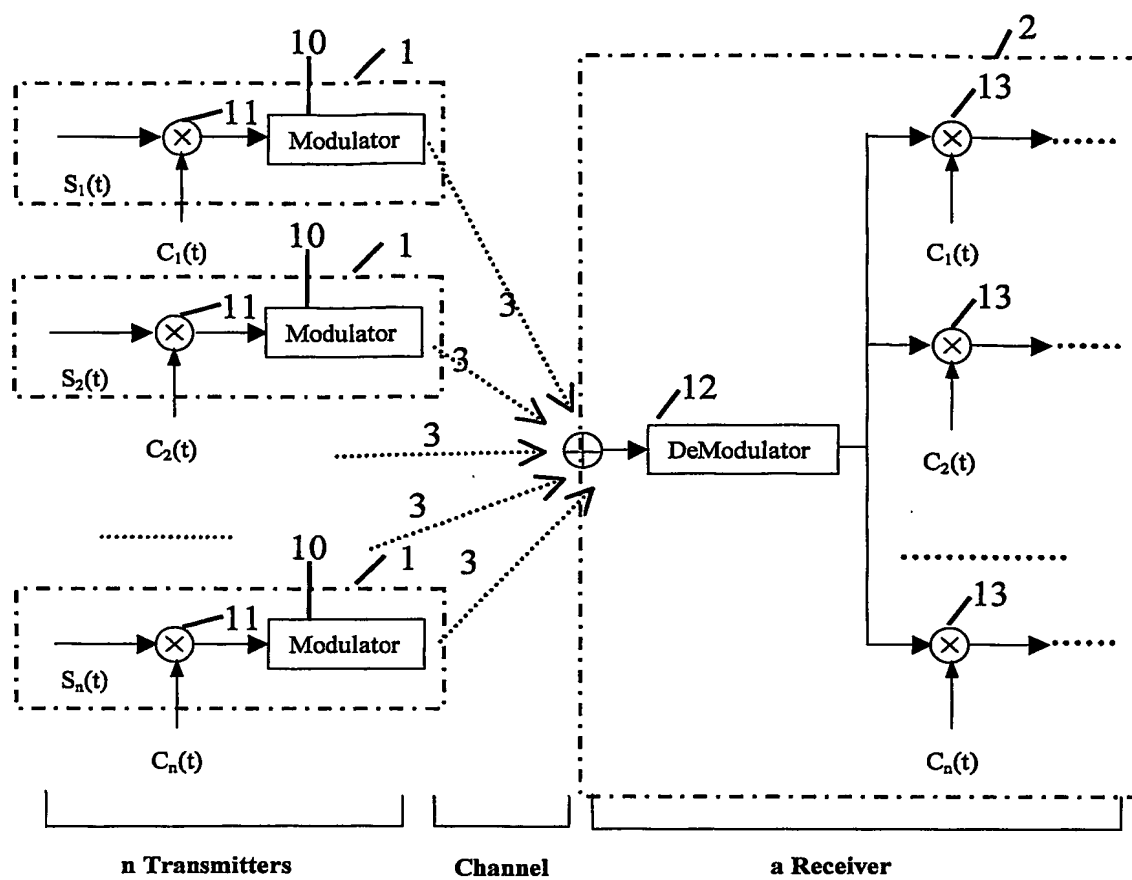 10
1
2
11
Modulator
S₁(t)
C₁(t)
13
C₁(t)
10
1
11
Modulator
S₂(t)
C₂(t)
3
3
13
C₂(t)
12
DeModulator
3
3
3
10
1
11
Modulator
Sₙ(t)
Cₙ(t)
13
Cₙ(t)
n Transmitters
Channel
a Receiver